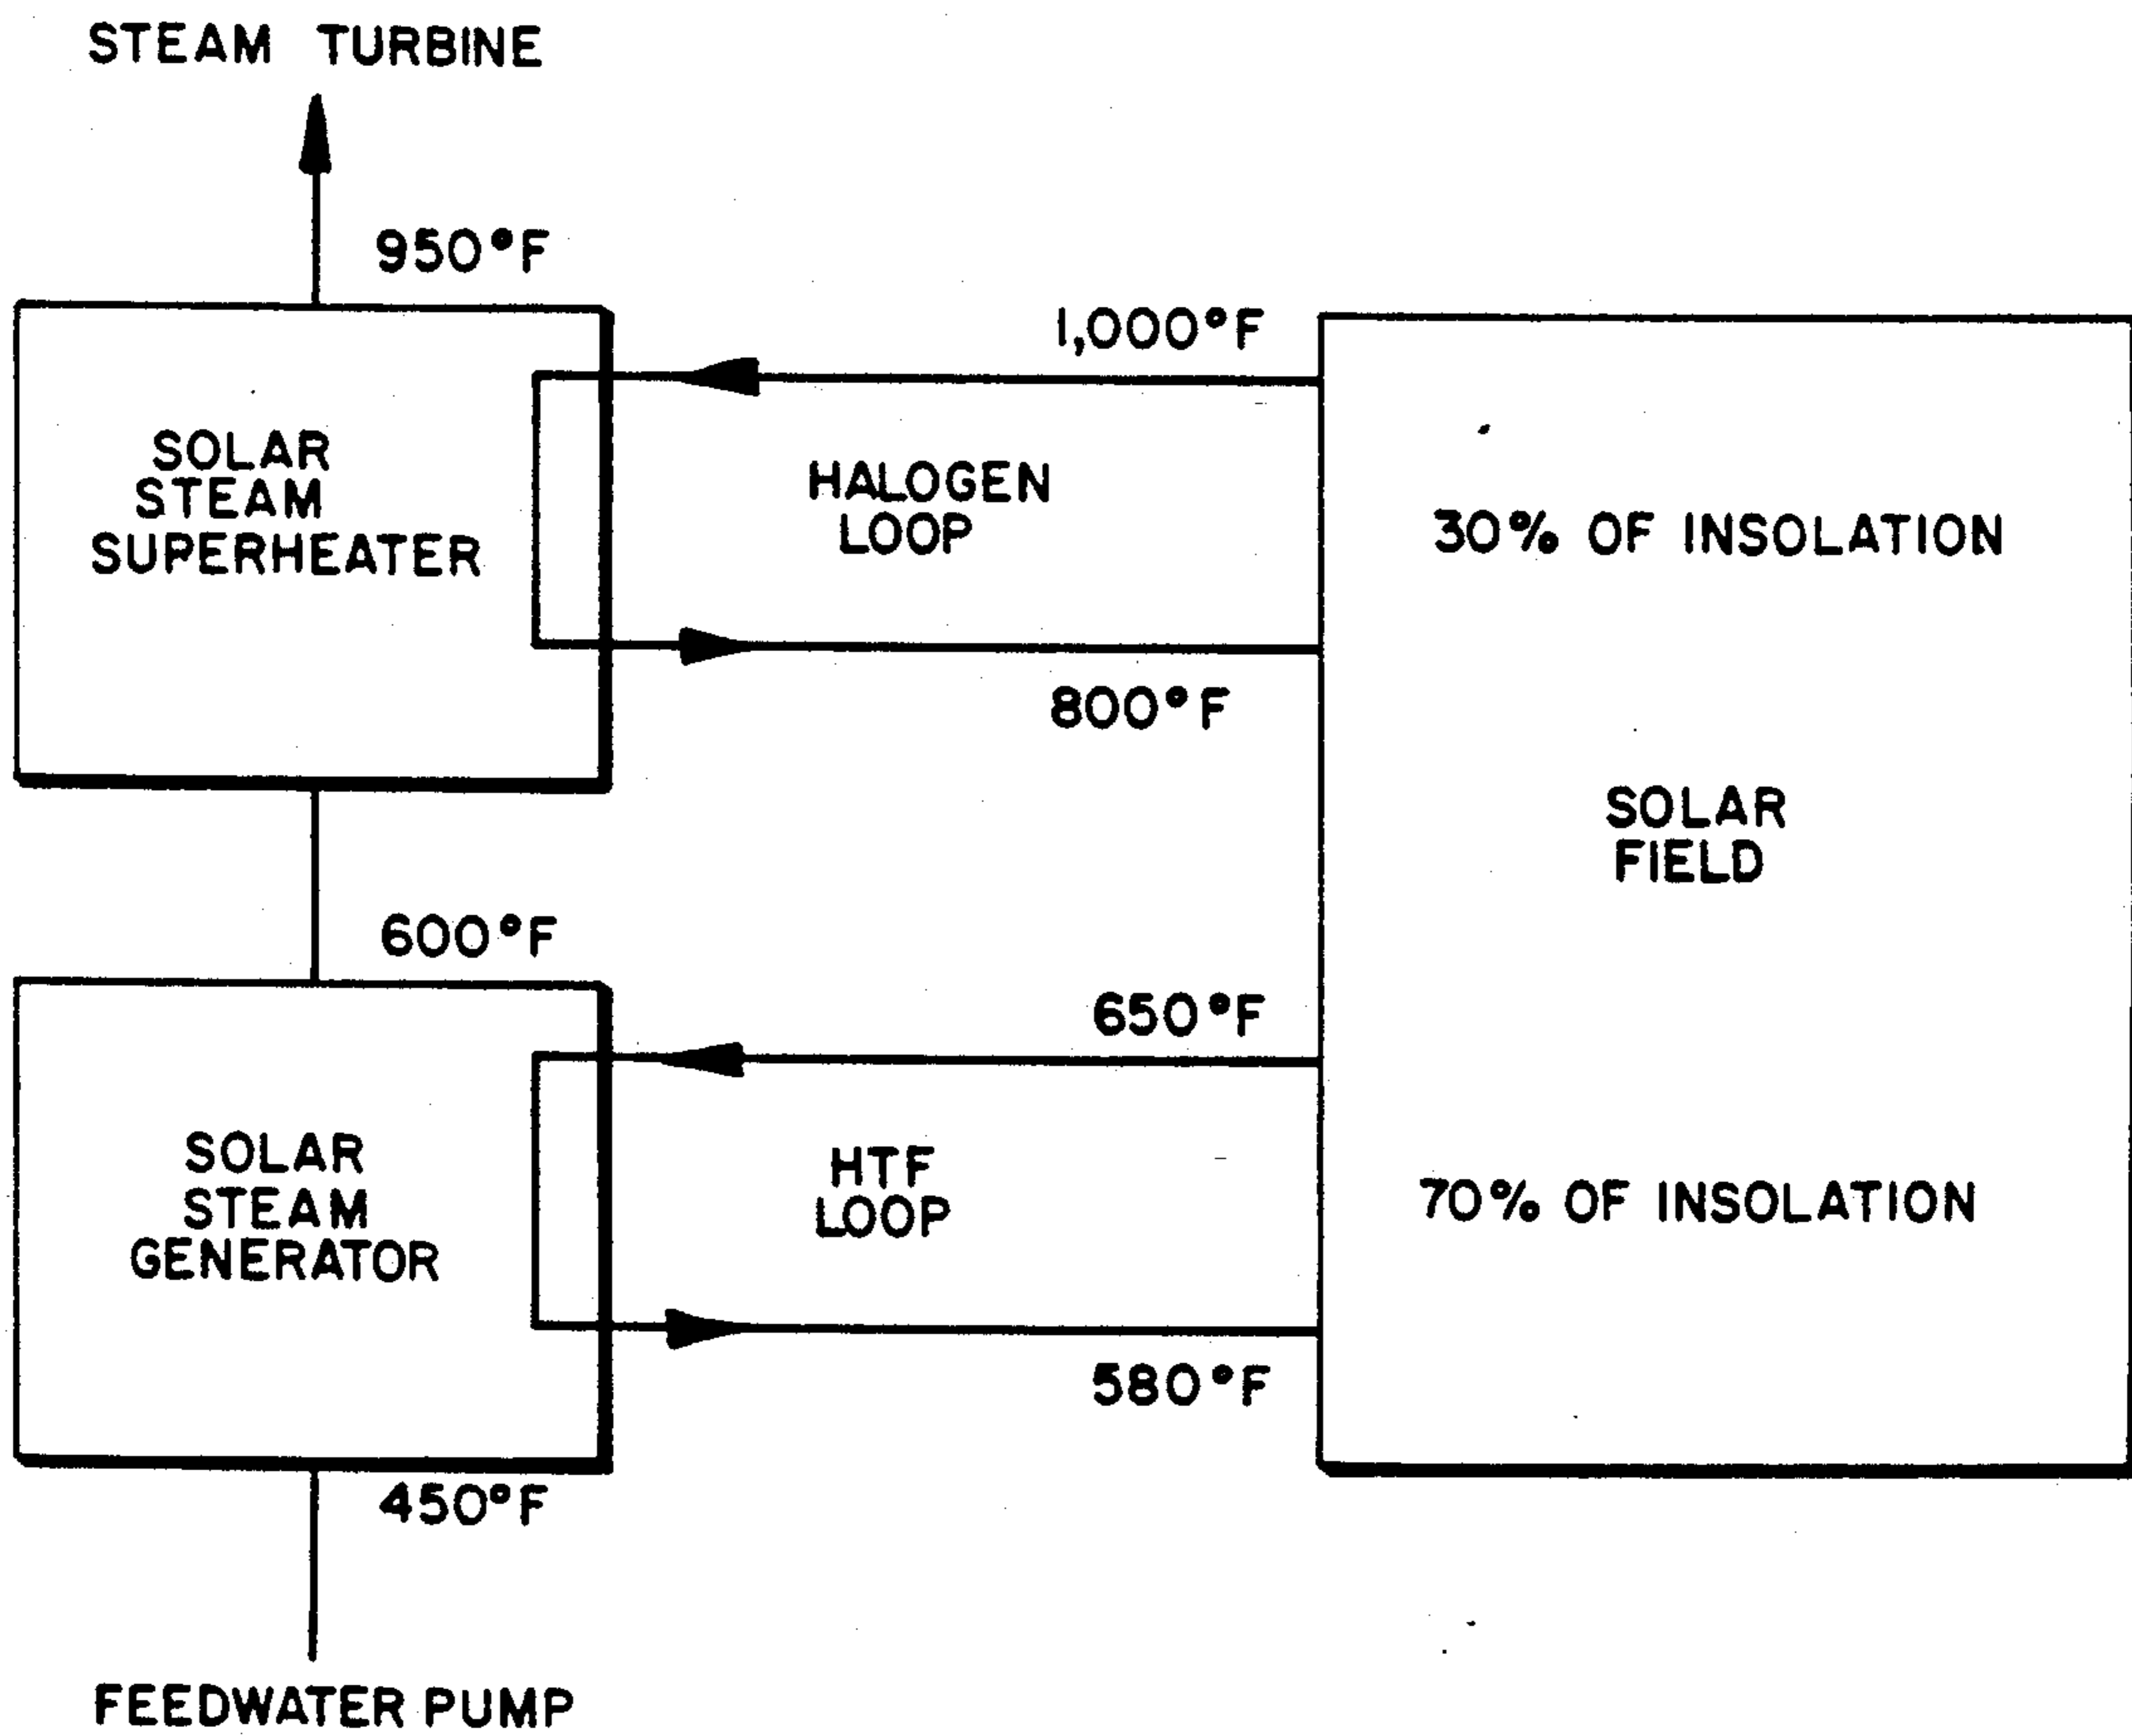 STEAM TURBINE
950°F
1,000°F
SOLAR
STEAM
SUPERHEATER
HALOGEN
LOOP
30% OF INSOLATION
800°F
SOLAR
FIELD
600°F
650°F
SOLAR
STEAM
GENERATOR
HTF
LOOP
70% OF INSOLATION
580°F
450°F
FEEDWATER PUMP